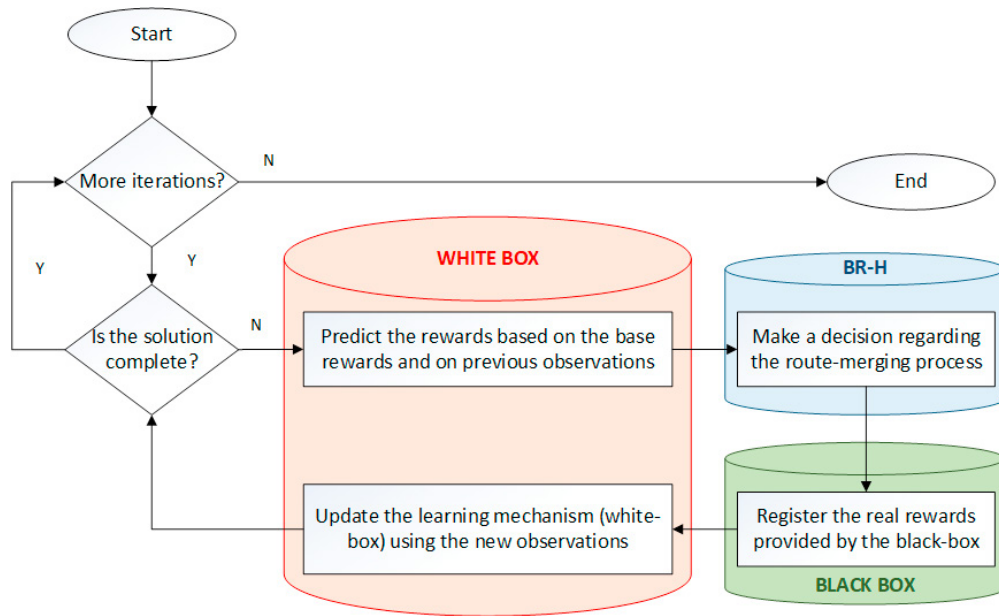 Start
More iterations?
N
End
Y
Y
Is the solution
complete?
N
WHITE BOX
Predict the rewards based on the base
rewards and on previous observations
BR-H
Make a decision regarding
the route-merging process
Update the learning mechanism (white-
box) using the new observations
Register the real rewards
provided by the black-box
BLACK BOX